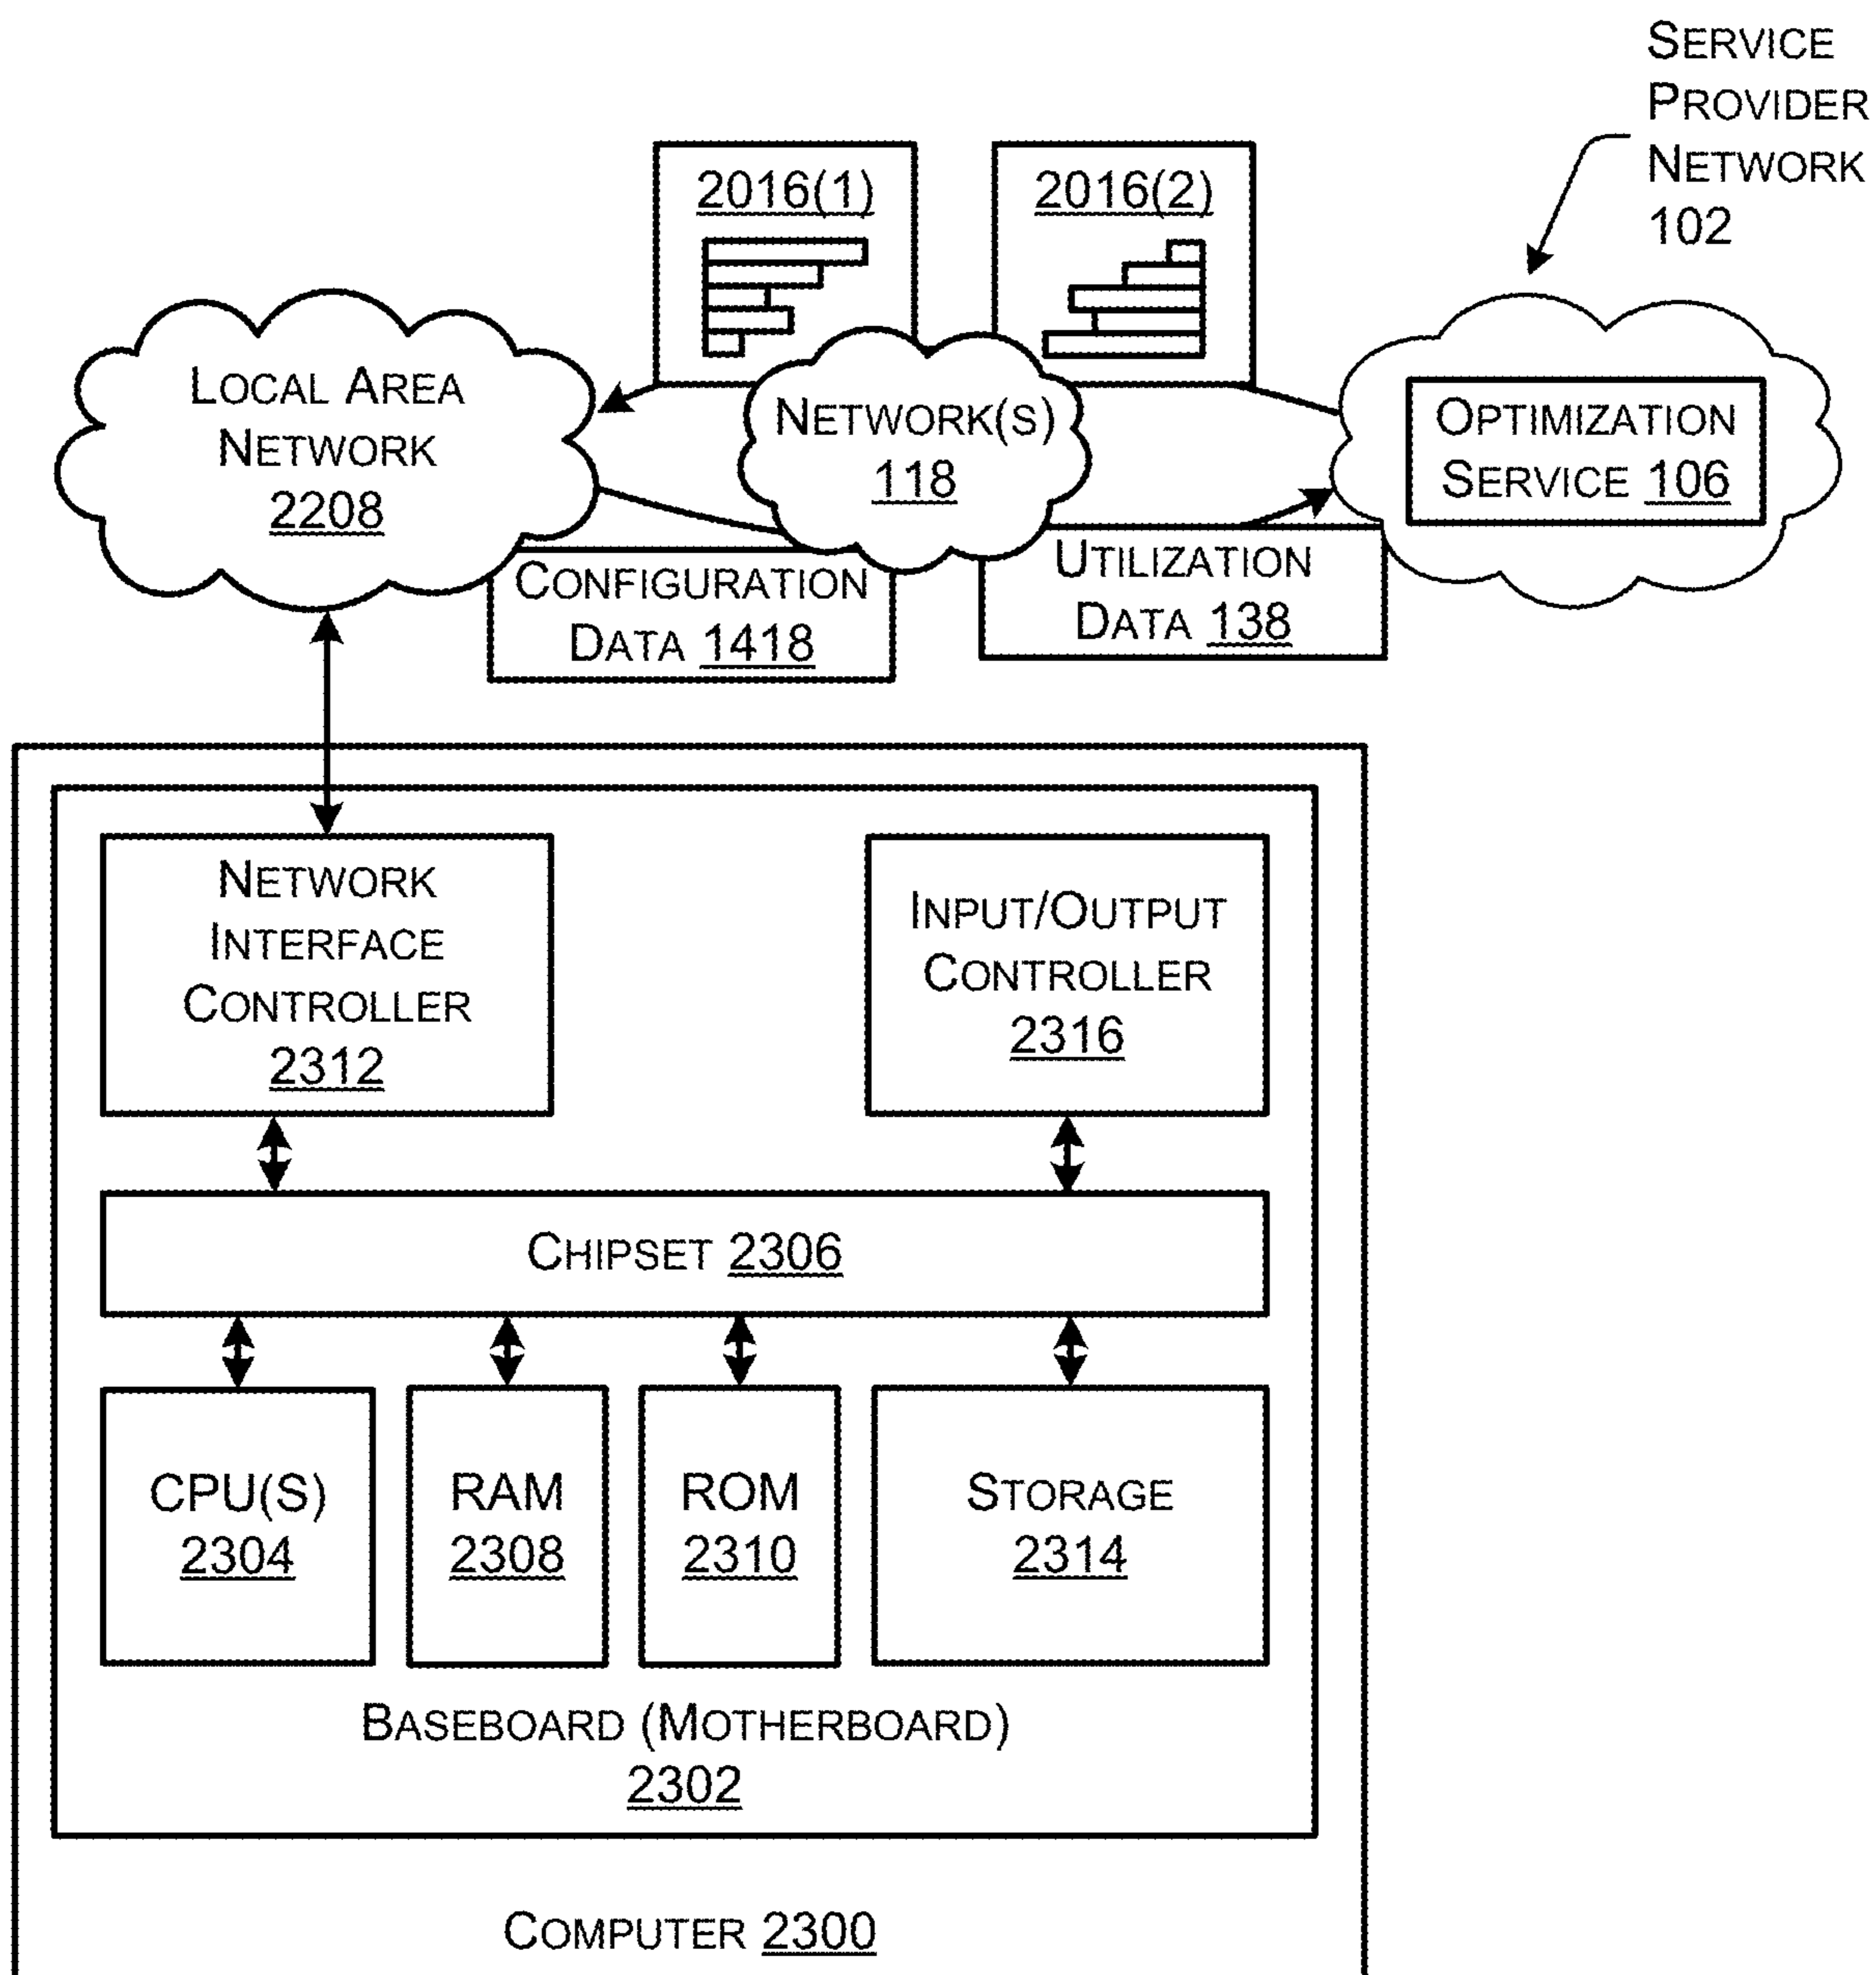 SERVICE
PROVIDER
NETWORK
102
2016(1)
2016(2)
LOCAL AREA
NETWORK
2208
NETWORK(S)
118
OPTIMIZATION
SERVICE 106
CONFIGURATION
DATA 1418
UTILIZATION
DATA 138
NETWORK
INTERFACE
CONTROLLER
2312
INPUT/OUTPUT
CONTROLLER
2316
CHIPSET 2306
CPU(S)
2304
RAM
2308
ROM
2310
STORAGE
2314
BASEBOARD (MOTHERBOARD)
2302
COMPUTER 2300